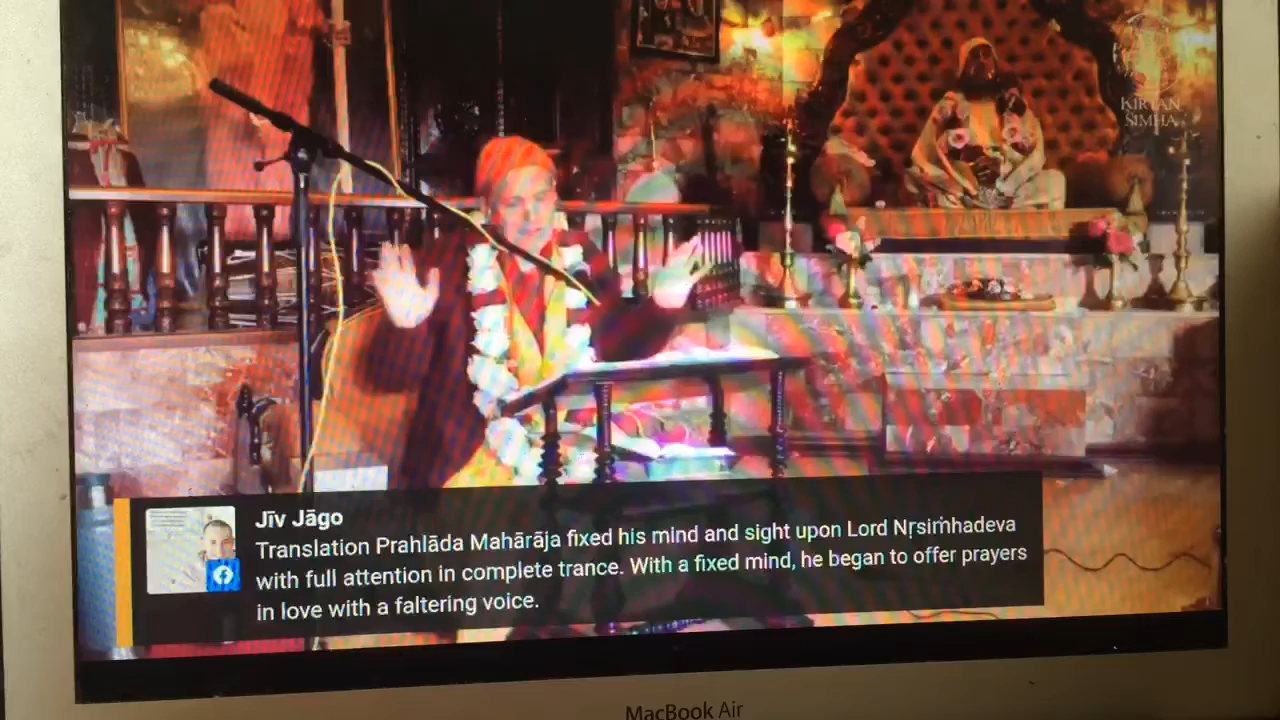 KIRTAN
SIMHA
Jīv Jāgo
Translation Prahlāda Mahārāja fixed his mind and sight upon Lord Nṛsiṁhadeva
with full attention in complete trance. With a fixed mind, he began to offer prayers
in love with a faltering voice.
MacBook Air